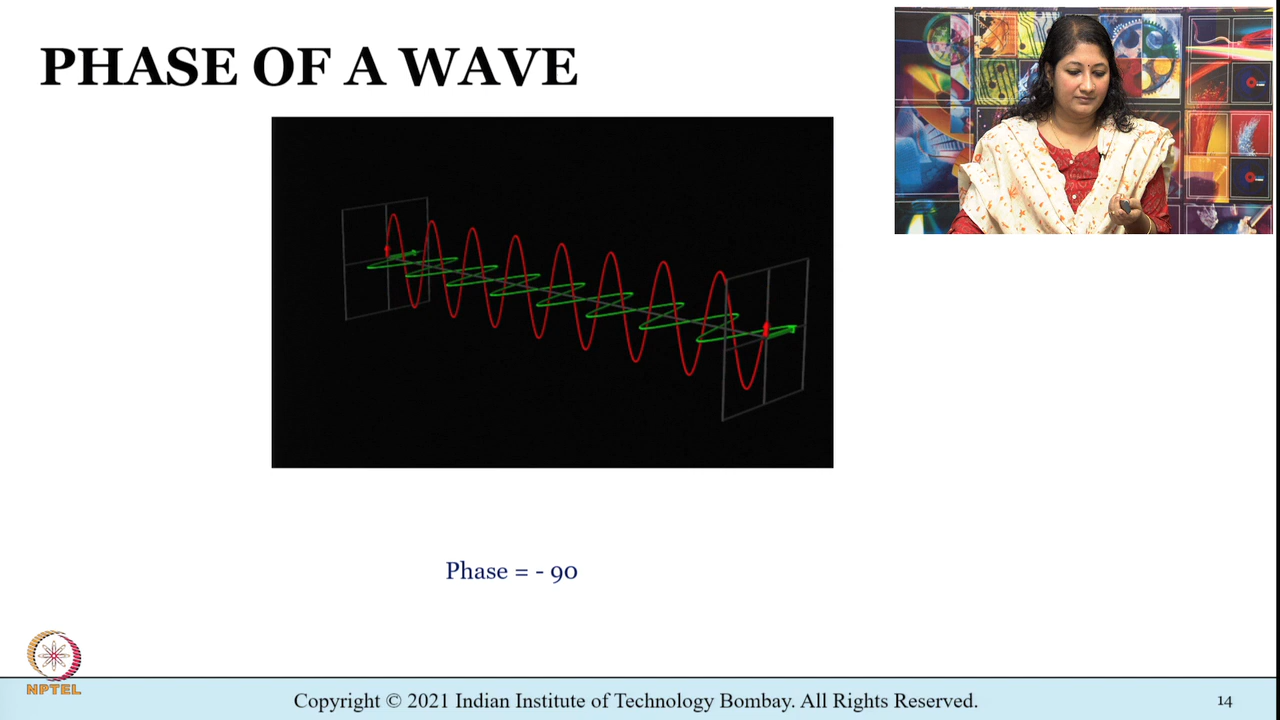 PHASE OF A WAVE
Phase = - 90
NPTEL
Copyright © 2021 Indian Institute of Technology Bombay. All Rights Reserved.
14